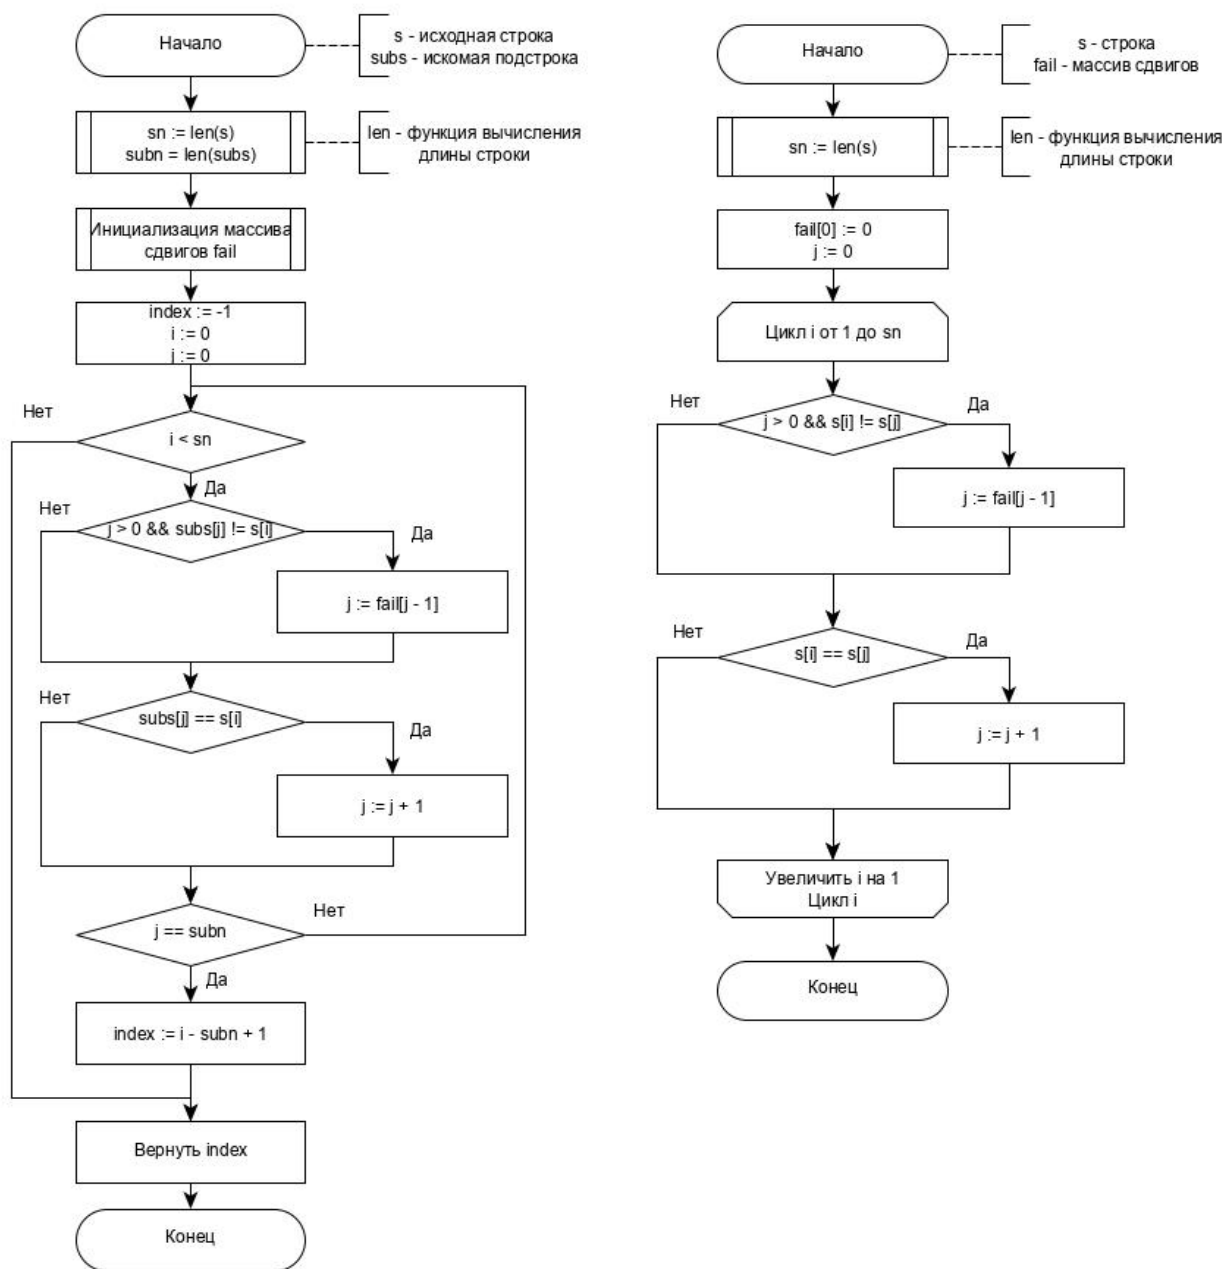 Начало
s - исходная строка
subs - искомая подстрока
sn := len(s)
subn = len(subs)
len - функция вычисления
длины строки
Инициализация массива
сдвигов fail
index := -1
i := 0
j := 0
Нет
i < sn
Да
Нет
j > 0 && subs[j] != s[i]
Да
j := fail[j - 1]
Нет
subs[j] == s[i]
Да
j := j + 1
Нет
j == subn
Да
index := i - subn + 1
Вернуть index
Конец
Начало
s - строка
fail - массив сдвигов
sn := len(s)
len - функция вычисления
длины строки
fail[0] := 0
j := 0
Цикл i от 1 до sn
Нет
Да
j > 0 && s[i] != s[j]
j := fail[j - 1]
Нет
Да
s[i] == s[j]
j := j + 1
Увеличить i на 1
Цикл i
Конец